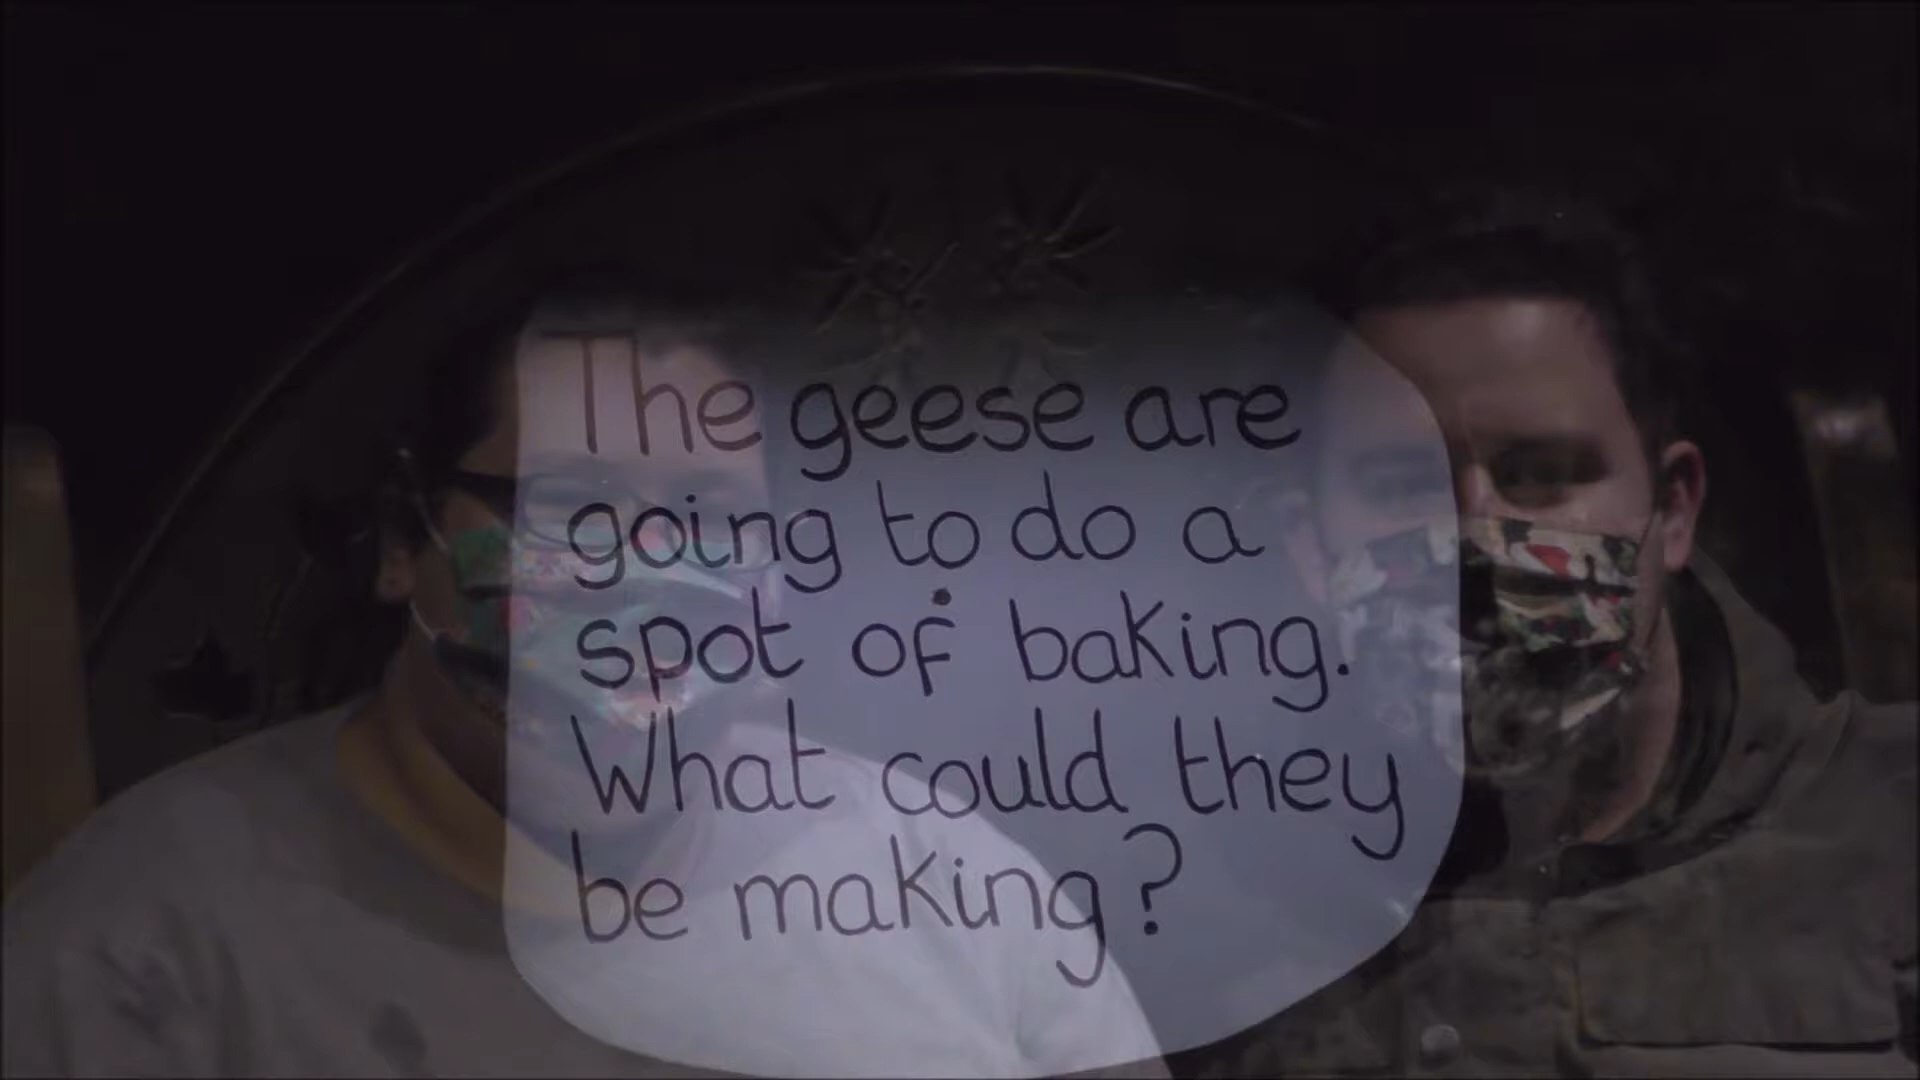 The geese are
going to do a
spot of baking.
What could they
be making?